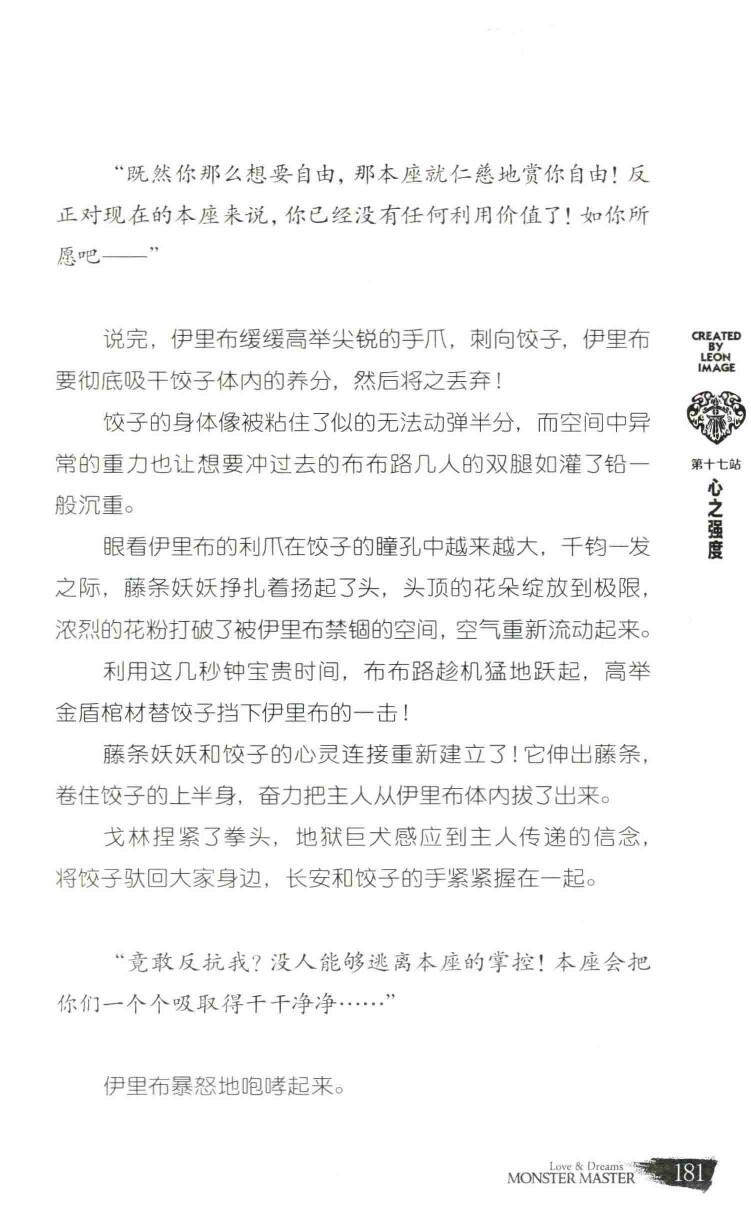 “既然你那么想要自由，那本座就仁慈地赏你自由！反
正对现在的本座来说，你已经没有任何利用价值了！如你所
愿吧——”
说完，伊里布缓缓高举尖锐的手爪，刺向饺子，伊里布
要彻底吸干饺子体内的养分，然后将之丢弃！
饺子的身体像被粘住了似的无法动弹半分，而空间中异
常的重力也让想要冲过去的布布路几人的双腿如灌了铅一
般沉重。
眼看伊里布的利爪在饺子的瞳孔中越来越大，千钧一发
之际，藤条妖妖挣扎着扬起了头，头顶的花朵绽放到极限，
浓烈的花粉打破了被伊里布禁锢的空间，空气重新流动起来。
利用这几秒钟宝贵时间，布布路趁机猛地跃起，高举
金盾棺材替饺子挡下伊里布的一击！
藤条妖妖和饺子的心灵连接重新建立了！它伸出藤条，
卷住饺子的上半身，奋力把主人从伊里布体内拔了出来。
戈林捏紧了拳头，地狱巨犬感应到主人传递的信念，
将饺子驮回大家身边，长安和饺子的手紧紧握在一起。
“竟敢反抗我？没人能够逃离本座的掌控！本座会把
你们一个个吸取得干干净净……”
伊里布暴怒地咆哮起来。
CREATED
BY
LEON
IMAGE
第十七站
心之强度
Love & Dreams
MONSTER MASTER
181